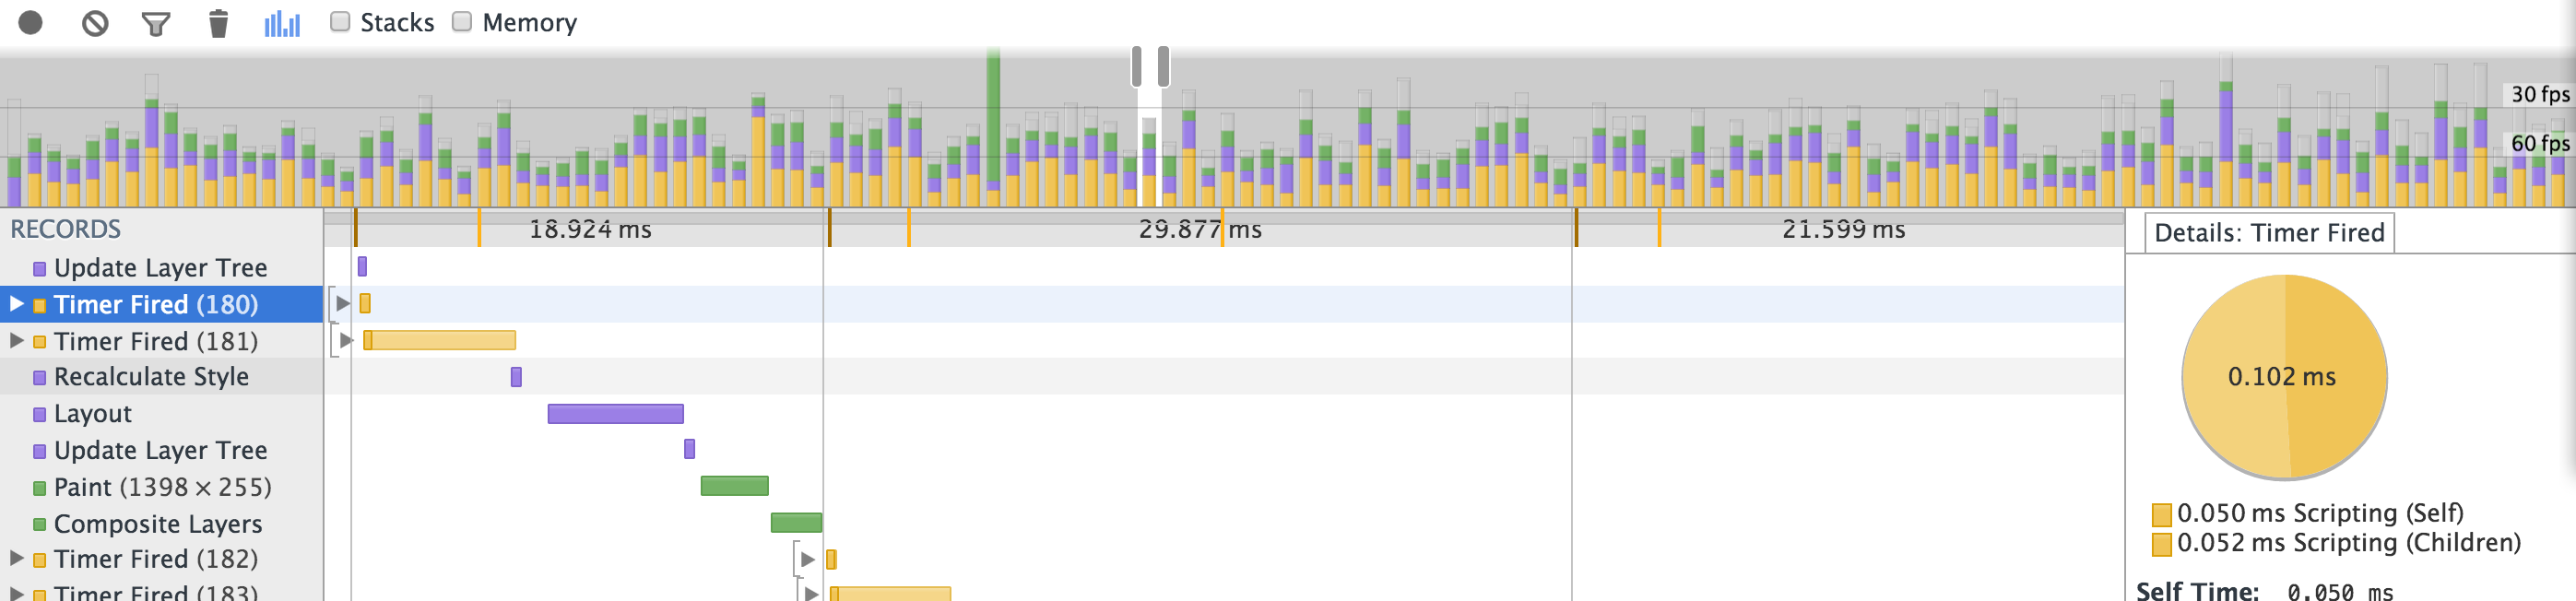 Stacks Memory
30 fps
60 fps
RECORDS 18.924 ms 29.877 ms 21.599 ms
Details: Timer Fired
Update Layer Tree
Timer Fired (180)
Timer Fired (181)
Recalculate Style
Layout
Update Layer Tree
Paint (1398 × 255)
Composite Layers
Timer Fired (182)
Timer Fired (183)
0.102 ms
0.050 ms Scripting (Self)
0.052 ms Scripting (Children)
Self Time: 0.050 ms